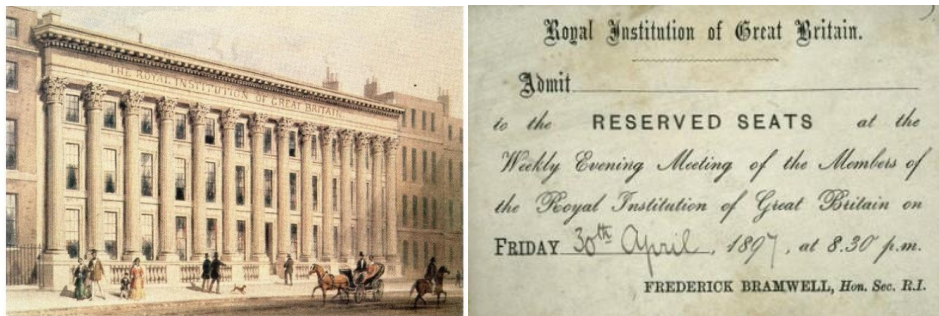 THE ROYAL INSTITUTION OF GREAT BRITAIN
Royal Institution of Great Britain.
Admit
to the RESERVED SEATS at the
Weekly Evening Meeting of the Members of
the Royal Institution of Great Britain on
FRIDAY 30th April, 1897, at 8.30 p.m.
FREDERICK BRAMWELL, Hon. Sec. R.I.